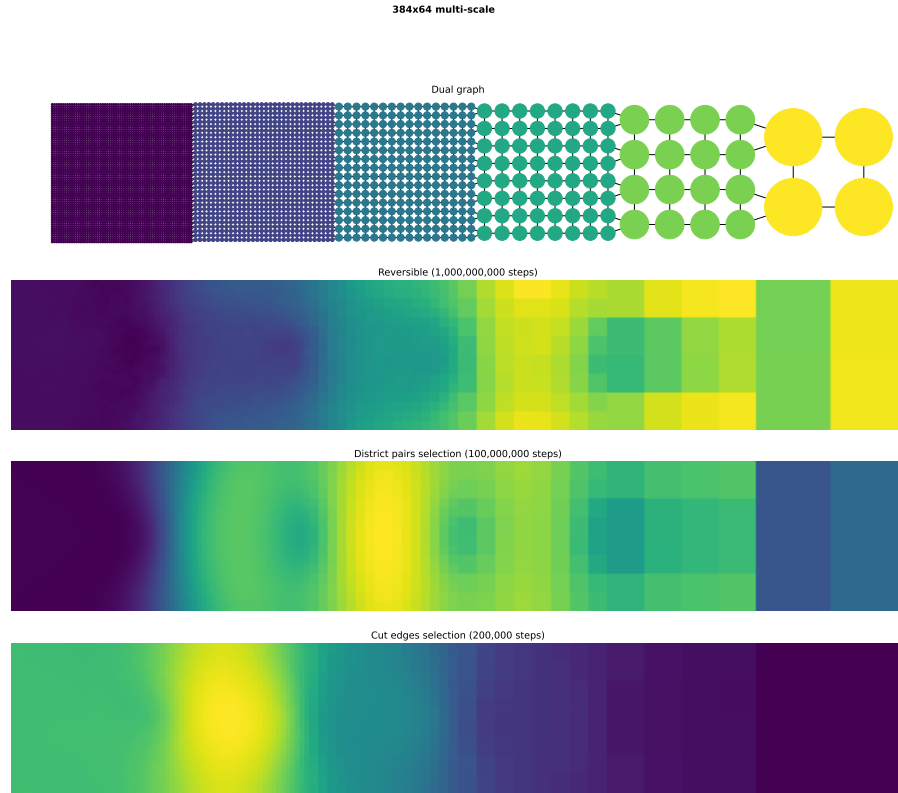 384x64 multi-scale
Dual graph
Reversible (1,000,000,000 steps)
District pairs selection (100,000,000 steps)
Cut edges selection (200,000 steps)